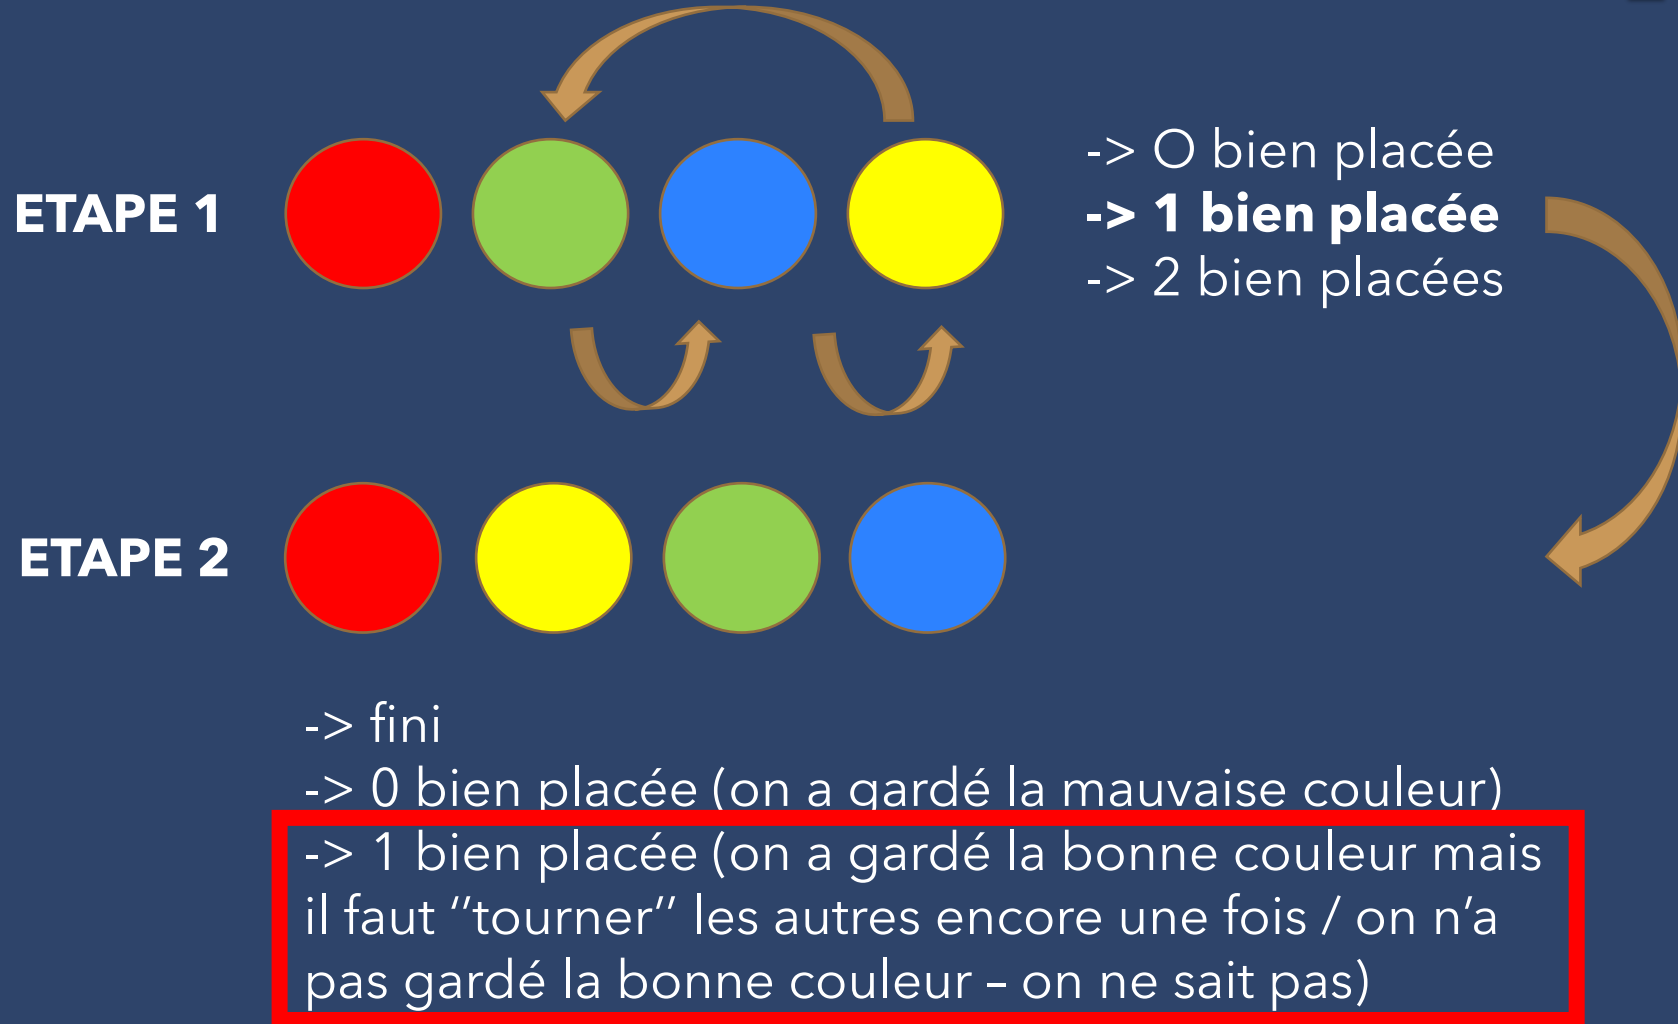 -> O bien placée
ETAPE 1
-> 1 bien placée
-> 2 bien placées
ETAPE 2
-> fini
-> 0 bien placée (on a gardé la mauvaise couleur)
-> 1 bien placée (on a gardé la bonne couleur mais
il faut ‘’tourner’’ les autres encore une fois / on n’a
pas gardé la bonne couleur – on ne sait pas)